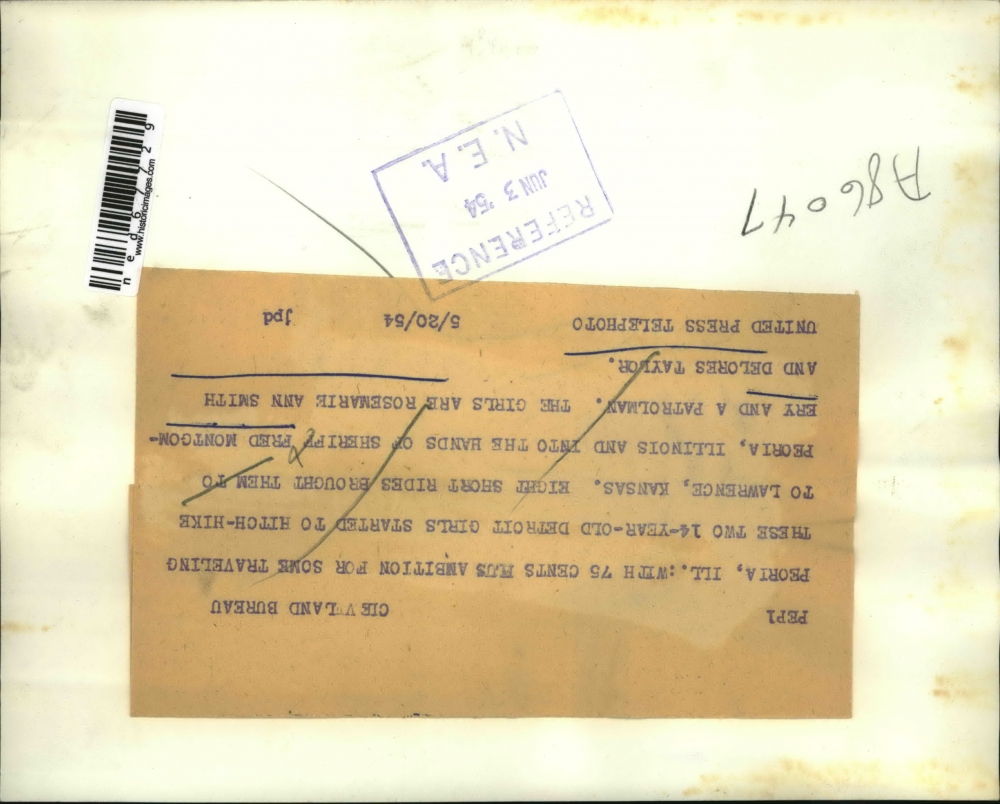 PEP1 CLEVELAND BUREAU
PEORIA, ILL.: WITH 75 CENTS PLUS AMBITION FOR SOME TRAVELING
THESE TWO 14-YEAR-OLD DETROIT GIRLS STARTED TO HITCH-HIKE
TO LAWRENCE, KANSAS. EIGHT SHORT RIDES BROUGHT THEM TO
PEORIA, ILLINOIS AND INTO THE HANDS OF SHERIFF FRED MONTGOM-
ERY AND A PATROLMAN. THE GIRLS ARE ROSEMARIE ANN SMITH
AND DELORES TAYLOR.
UNITED PRESS TELEPHOTO 5/20/54 jpd
REFERENCE
JUN 3 '54
N. E. A.
A86047
www.historicimages.com